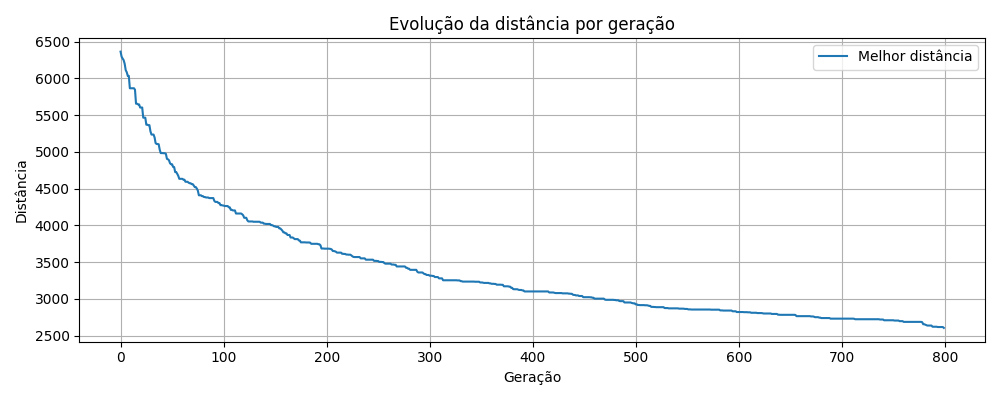 Evolução da distância por geração
Melhor distância
Distância
6500
6000
5500
5000
4500
4000
3500
3000
2500
0 100 200 300 400 500 600 700 800
Geração